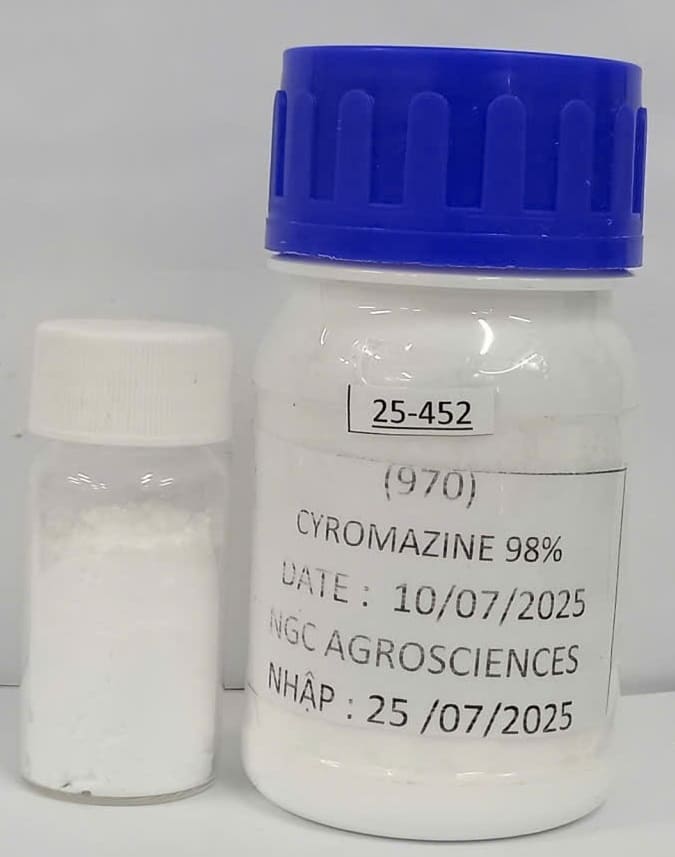 25-452
(970)
CYROMAZINE 98%
DATE : 10/07/2025
NGC AGROSCIENCES
NHẬP : 25 /07/2025